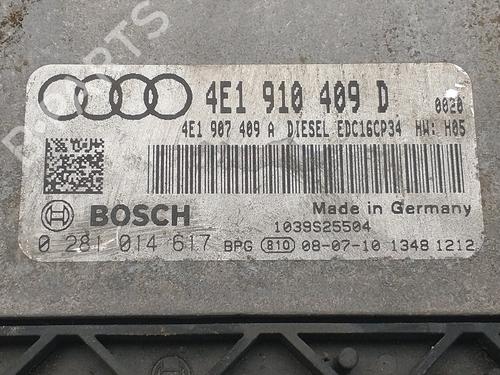 B-PARTS
4E1 910 409 D 0020
4E1 907 409 A DIESEL EDC16CP34 HW: H05
BOSCH
Made in Germany
1039S25504
0 281 014 617 BPG 810 08-07-10 1348 1212